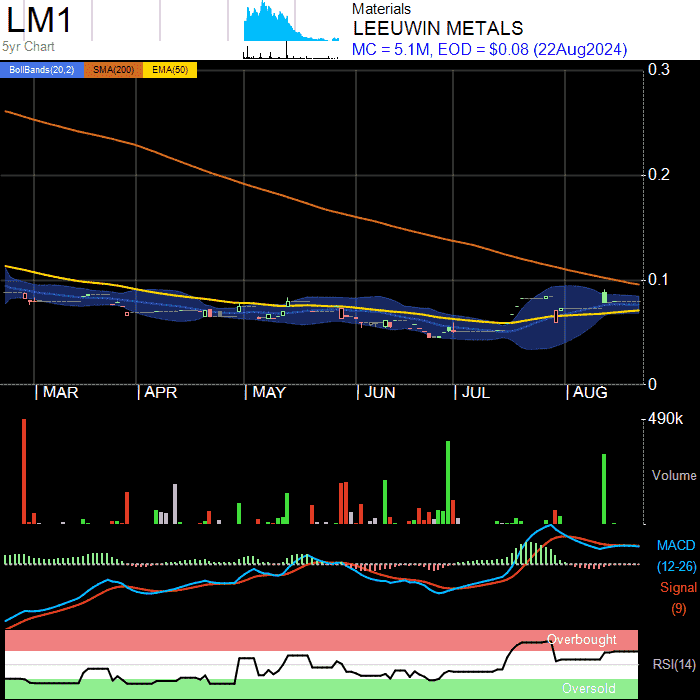 LM1
5yr Chart
Materials
LEEUWIN METALS
MC = 5.1M, EOD = $0.08 (22Aug2024)
BollBands(20,2) SMA(200) EMA(50)
0.3
0.2
0.1
0
| MAR | APR | MAY | JUN | JUL | AUG
490k
Volume
MACD
(12-26)
Signal
(9)
Overbought
RSI(14)
Oversold